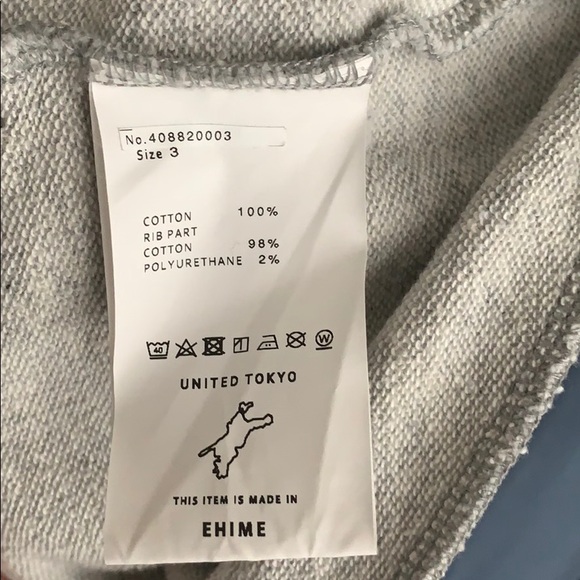 No.408820003
Size 3
COTTON 100%
RIB PART
COTTON 98%
POLYURETHANE 2%
40 W
UNITED TOKYO
THIS ITEM IS MADE IN
EHIME